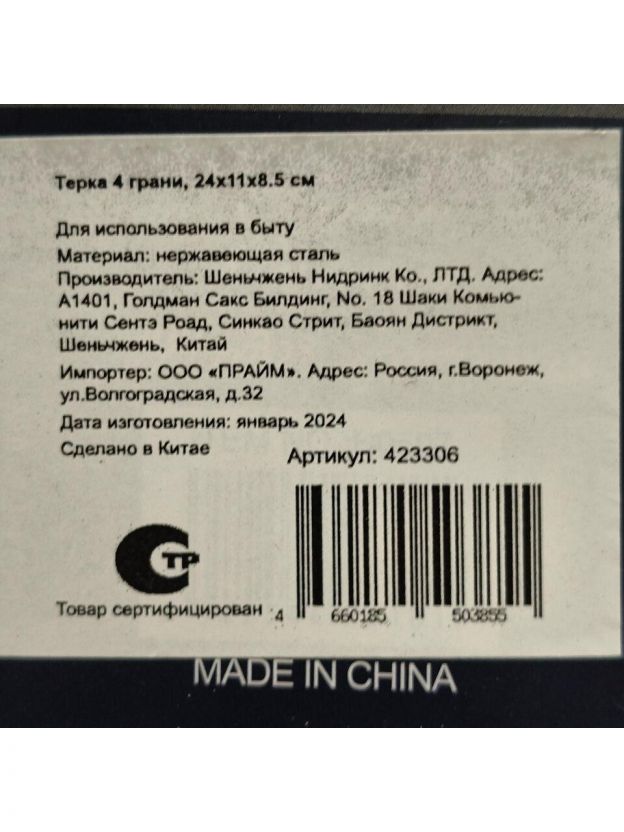 Терка 4 грани, 24х11х8.5 см
Для использования в быту
Материал: нержавеющая сталь
Производитель: Шеньчжень Нидринк Ко., ЛТД. Адрес:
А1401, Голдман Сакс Билдинг, No. 18 Шаки Комью-
нити Сентэ Роад, Синкао Стрит, Баоян Дистрикт,
Шеньчжень, Китай
Импортер: ООО «ПРАЙМ». Адрес: Россия, г.Воронеж,
ул.Волгоградская, д.32
Дата изготовления: январь 2024
Сделано в Китае
Артикул: 423306
СТР
Товар сертифицирован
4 660185 503855
MADE IN CHINA